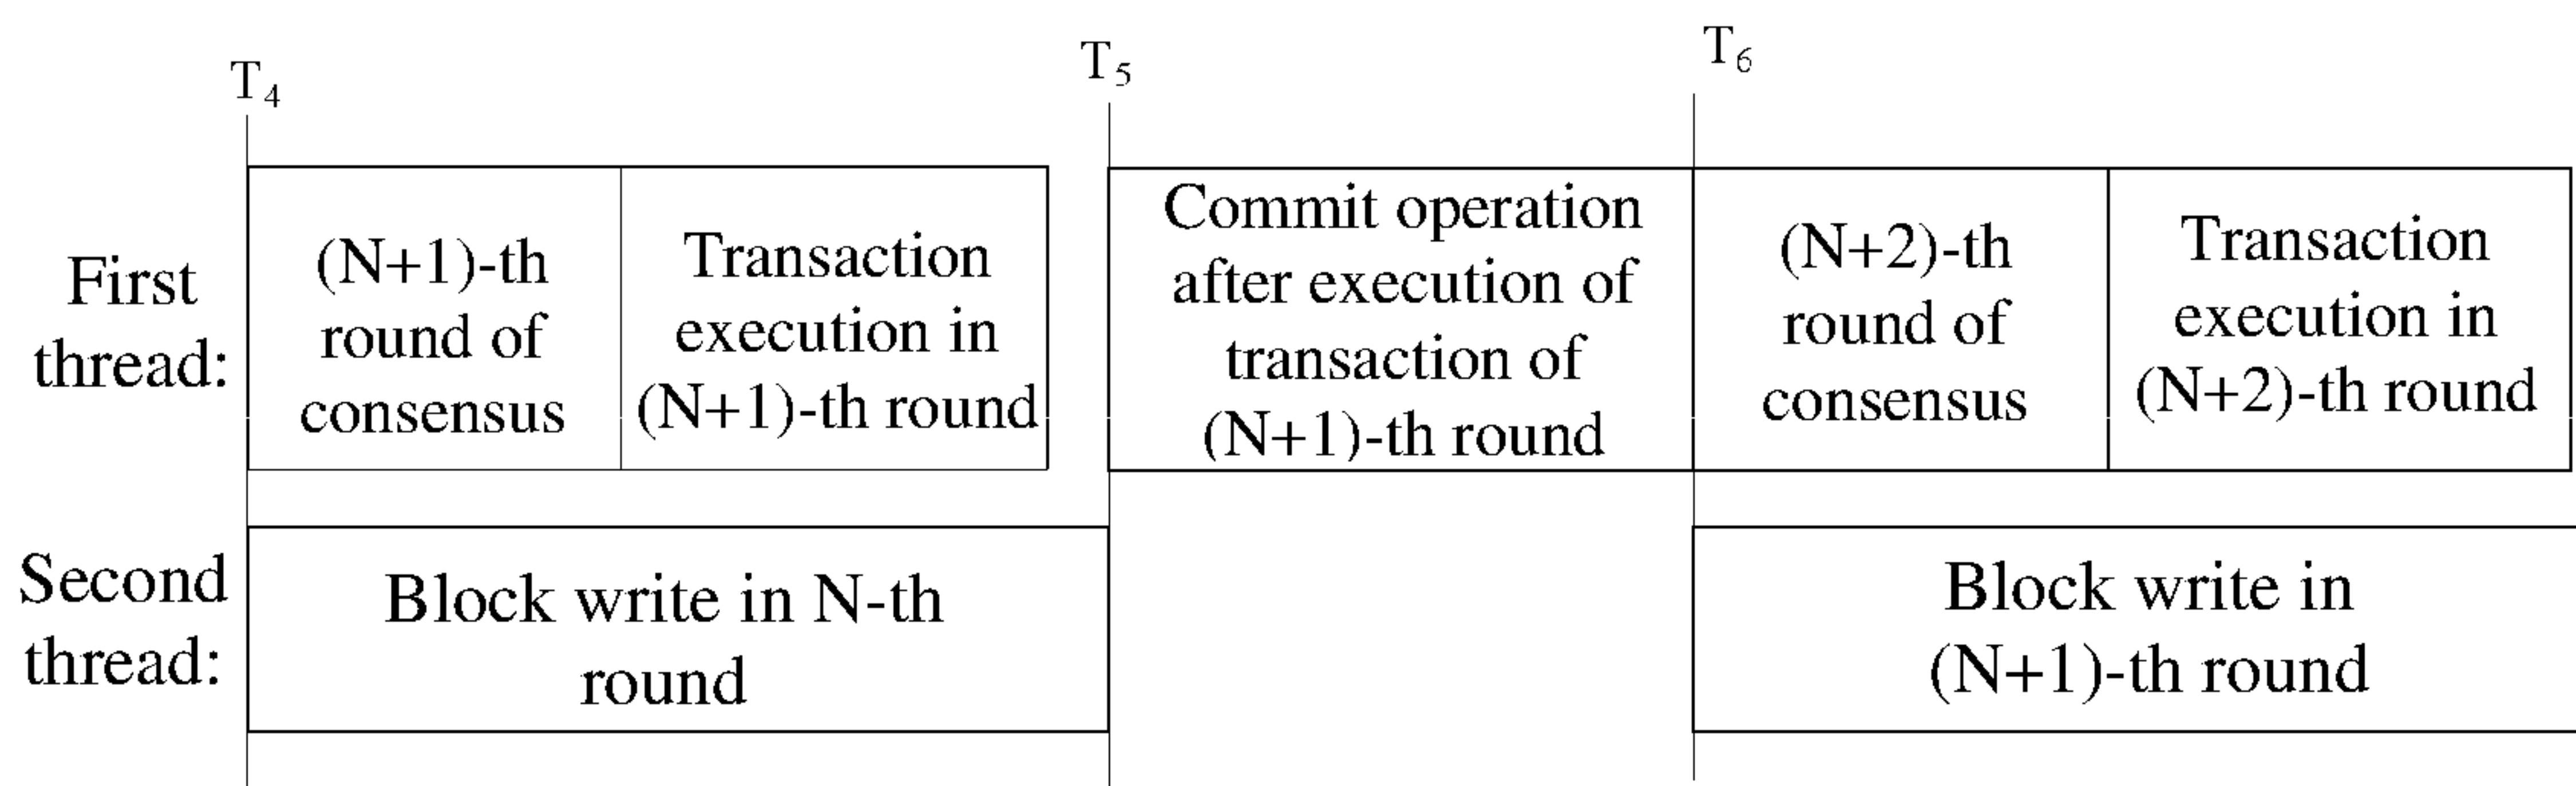 T₄
T₅
T₆
First
thread:
(N+1)-th
round of
consensus
Transaction
execution in
(N+1)-th round
Commit operation
after execution of
transaction of
(N+1)-th round
(N+2)-th
round of
consensus
Transaction
execution in
(N+2)-th round
Second
thread:
Block write in N-th
round
Block write in
(N+1)-th round